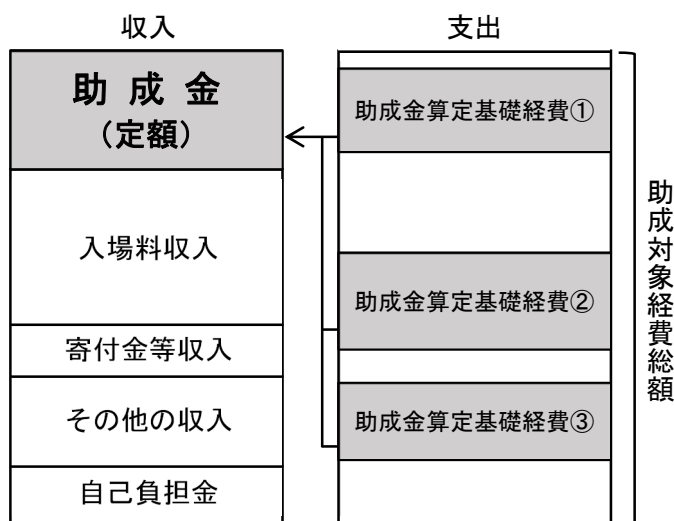 収入
助成金
（定額）
入場料収入
寄付金等収入
その他の収入
自己負担金
支出
助成金算定基礎経費①
助成金算定基礎経費②
助成金算定基礎経費③
助成対象経費総額